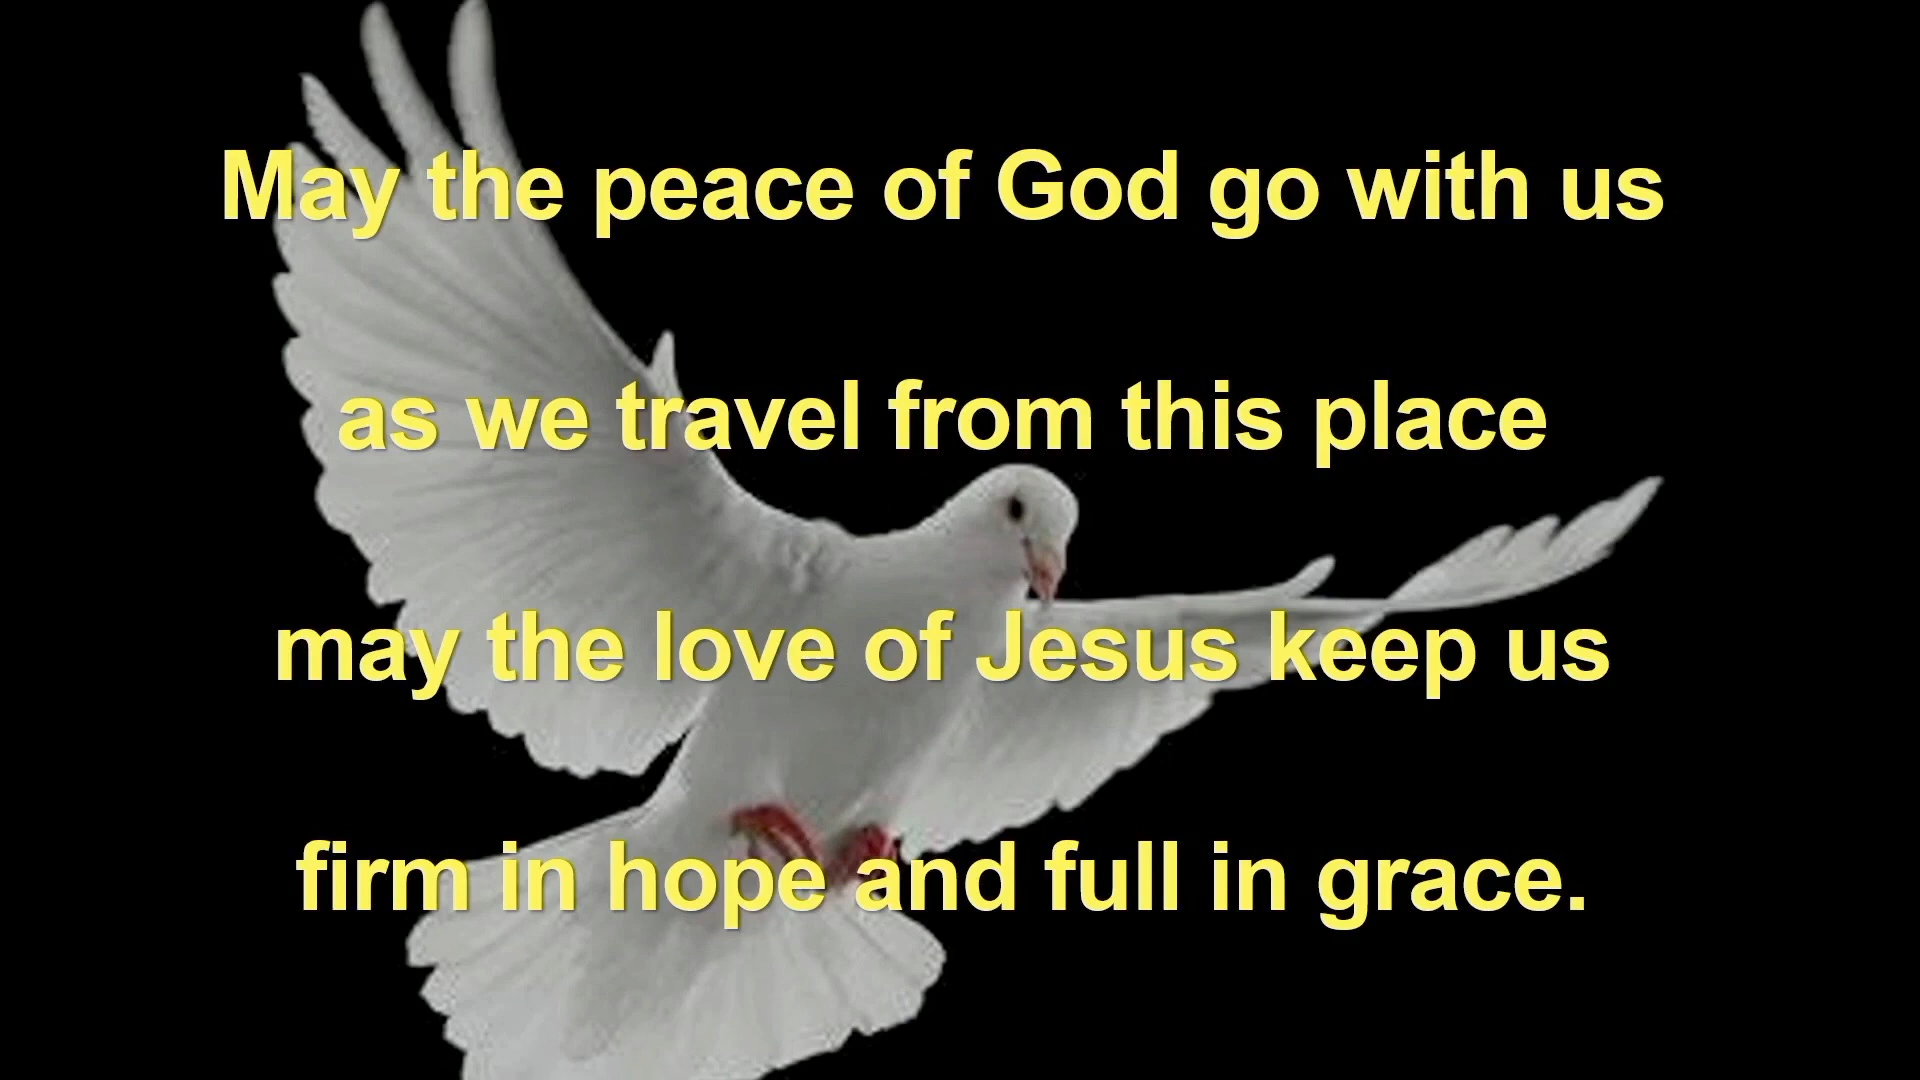 May the peace of God go with us
as we travel from this place
may the love of Jesus keep us
firm in hope and full in grace.